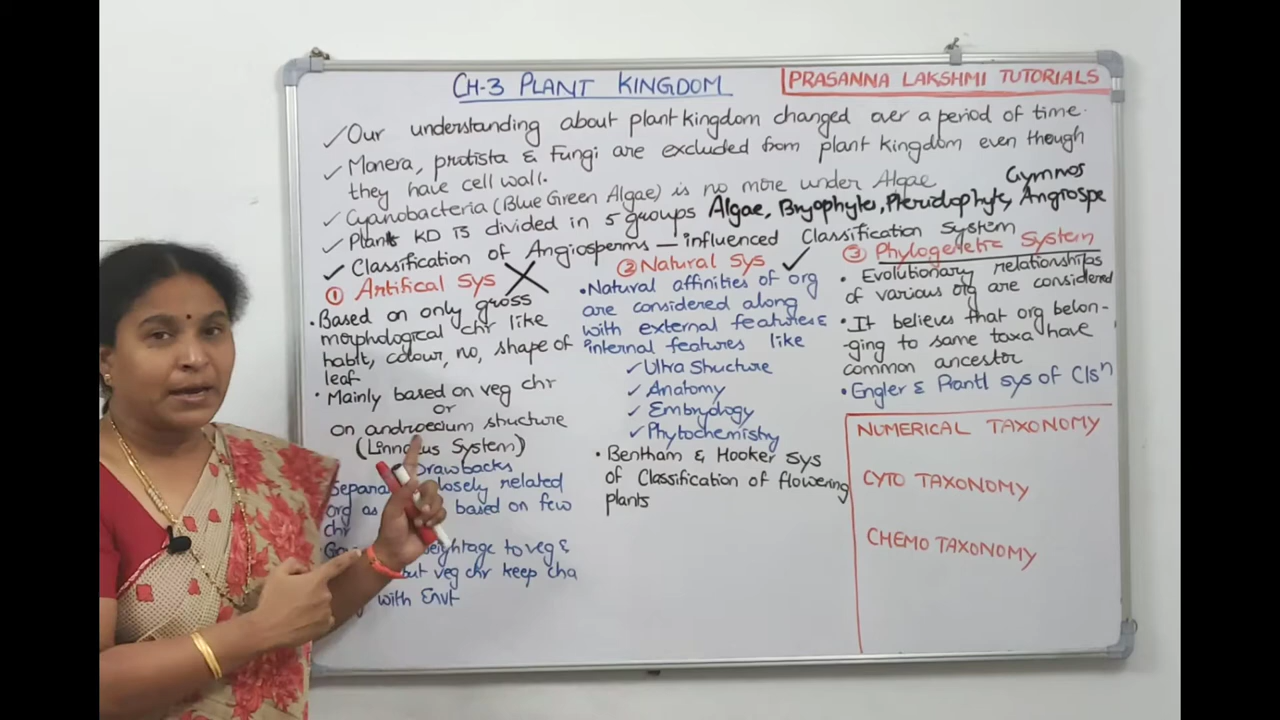 CH-3 PLANT KINGDOM
PRASANNA LAKSHMI TUTORIALS
✓ Our understanding about plant kingdom changed over a period of time.
✓ Monera, protista & Fungi are excluded from plant kingdom even though
they have cell wall.
✓ Cyanobacteria (Blue Green Algae) is no more under Algae
Gymnos
✓ Plant KD is divided in 5 groups Algae, Bryophytes, Pteridophyte, Angiospe
✓ Classification of Angiosperms — influenced Classification System
① Artifical Sys
• Based on only gross
morphological chr like
habit, colour, no, shape of
leaf
• Mainly based on veg chr
or
on androecium structure
(Linnaeus System)
Drawbacks
closely related
org as based on few
chr
weightage to veg &
but veg chr keep cha
with Envt
② Natural Sys ✓
• Natural affinities of org
are considered along
with external features &
internal features like
✓ Ultra Structure
✓ Anatomy
✓ Embryology
✓ Phytochemistry
• Bentham & Hooker sys
of Classification of flowering
plants
③ Phylogenetic System
• Evolutionary relationships
of various org are considered
• It believes that org belon-
ging to same taxa have
common ancestor
• Engler & Prantl sys of Clsⁿ
NUMERICAL TAXONOMY
CYTO TAXONOMY
CHEMO TAXONOMY